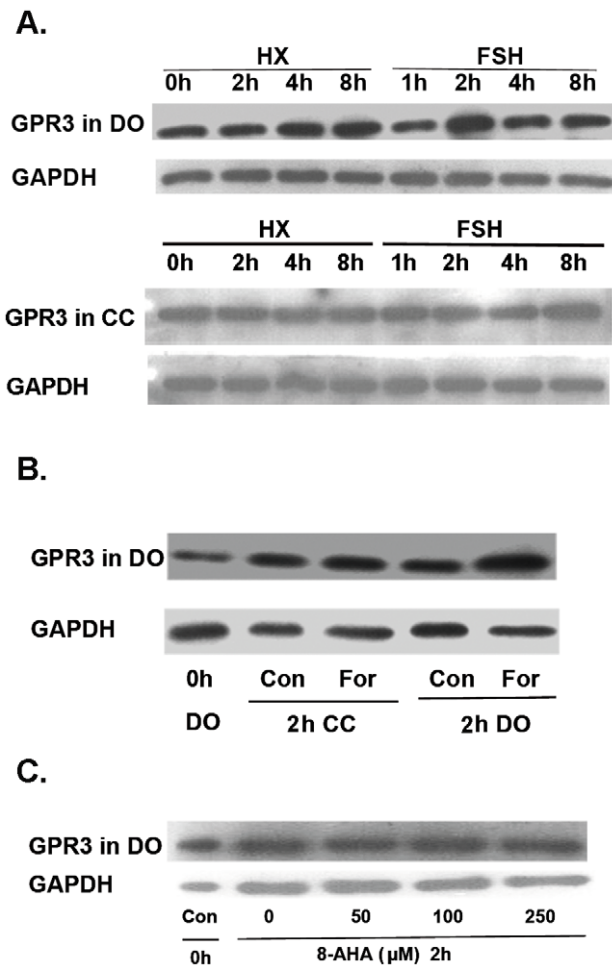 A.
HX FSH
0h 2h 4h 8h 1h 2h 4h 8h
GPR3 in DO
GAPDH
HX FSH
0h 2h 4h 8h 1h 2h 4h 8h
GPR3 in CC
GAPDH
B.
GPR3 in DO
GAPDH
0h Con For Con For
DO 2h CC 2h DO
C.
GPR3 in DO
GAPDH
Con 0 50 100 250
0h 8-AHA (μM) 2h